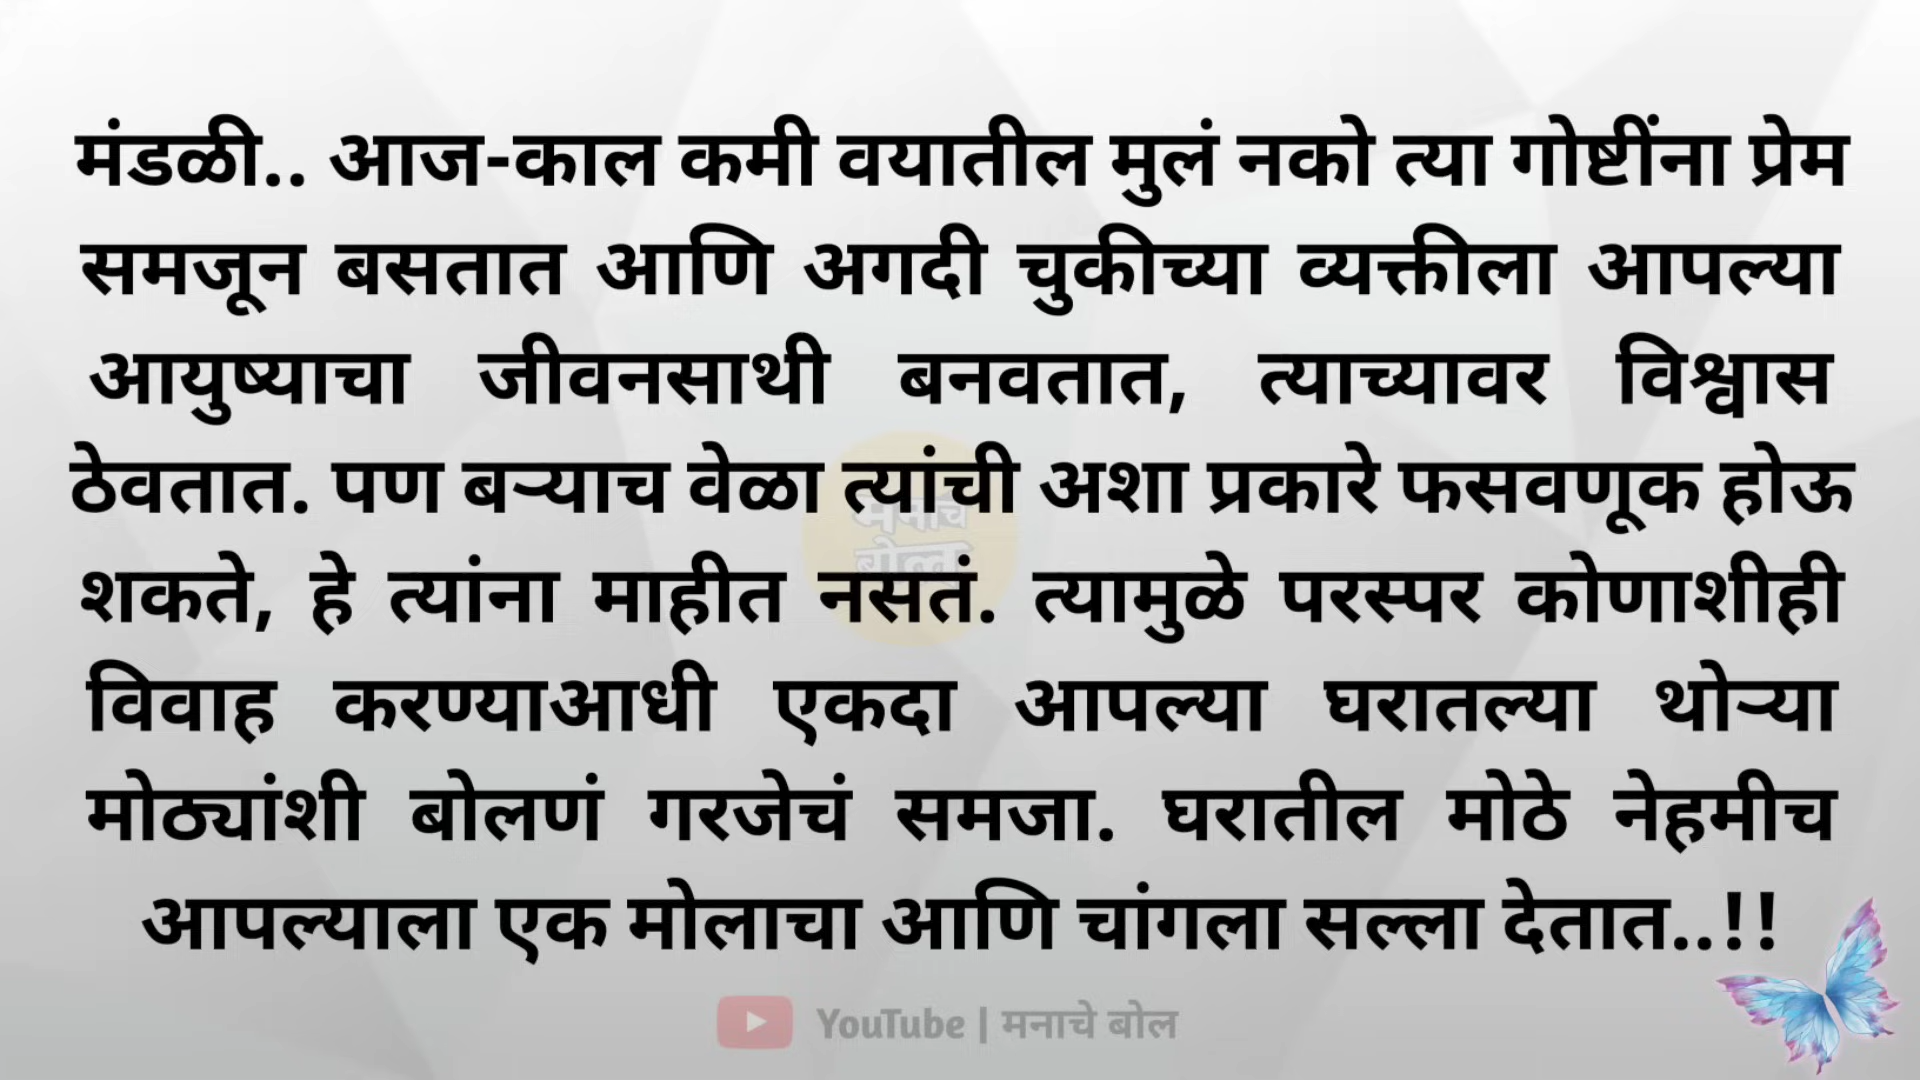 मंडळी.. आज-काल कमी वयातील मुलं नको त्या गोष्टींना प्रेम
समजून बसतात आणि अगदी चुकीच्या व्यक्तीला आपल्या
आयुष्याचा जीवनसाथी बनवतात, त्याच्यावर विश्वास
ठेवतात. पण बऱ्याच वेळा त्यांची अशा प्रकारे फसवणूक होऊ
शकते, हे त्यांना माहीत नसतं. त्यामुळे परस्पर कोणाशीही
विवाह करण्याआधी एकदा आपल्या घरातल्या थोऱ्या
मोठ्यांशी बोलणं गरजेचं समजा. घरातील मोठे नेहमीच
आपल्याला एक मोलाचा आणि चांगला सल्ला देतात..!!
मनाचे
बोल
YouTube | मनाचे बोल